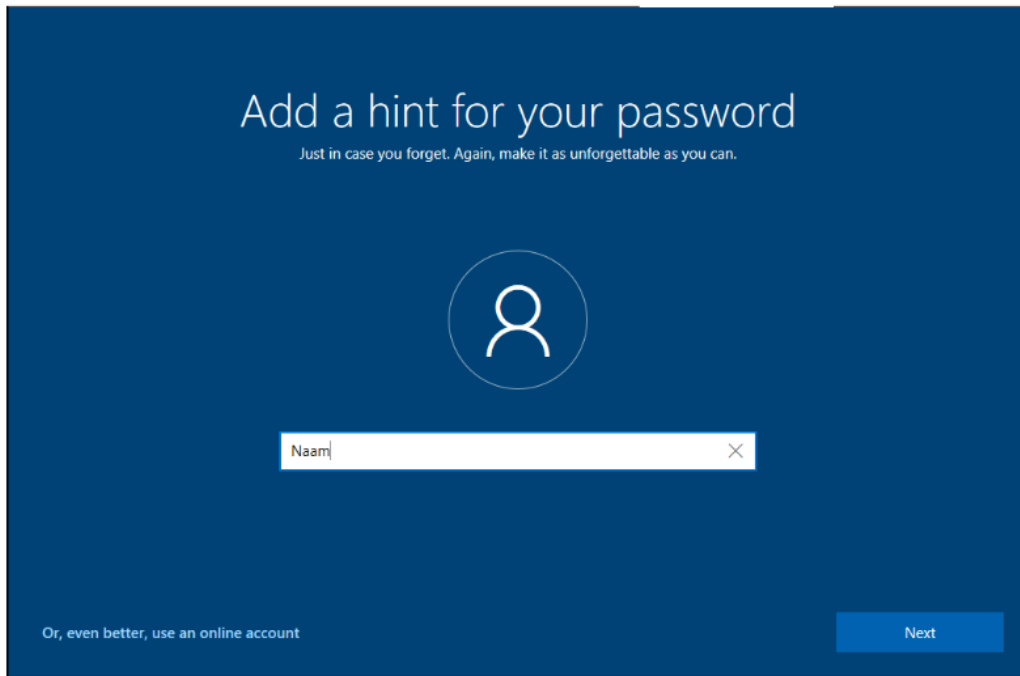 Add a hint for your password
Just in case you forget. Again, make it as unforgettable as you can.
Naam
Or, even better, use an online account
Next